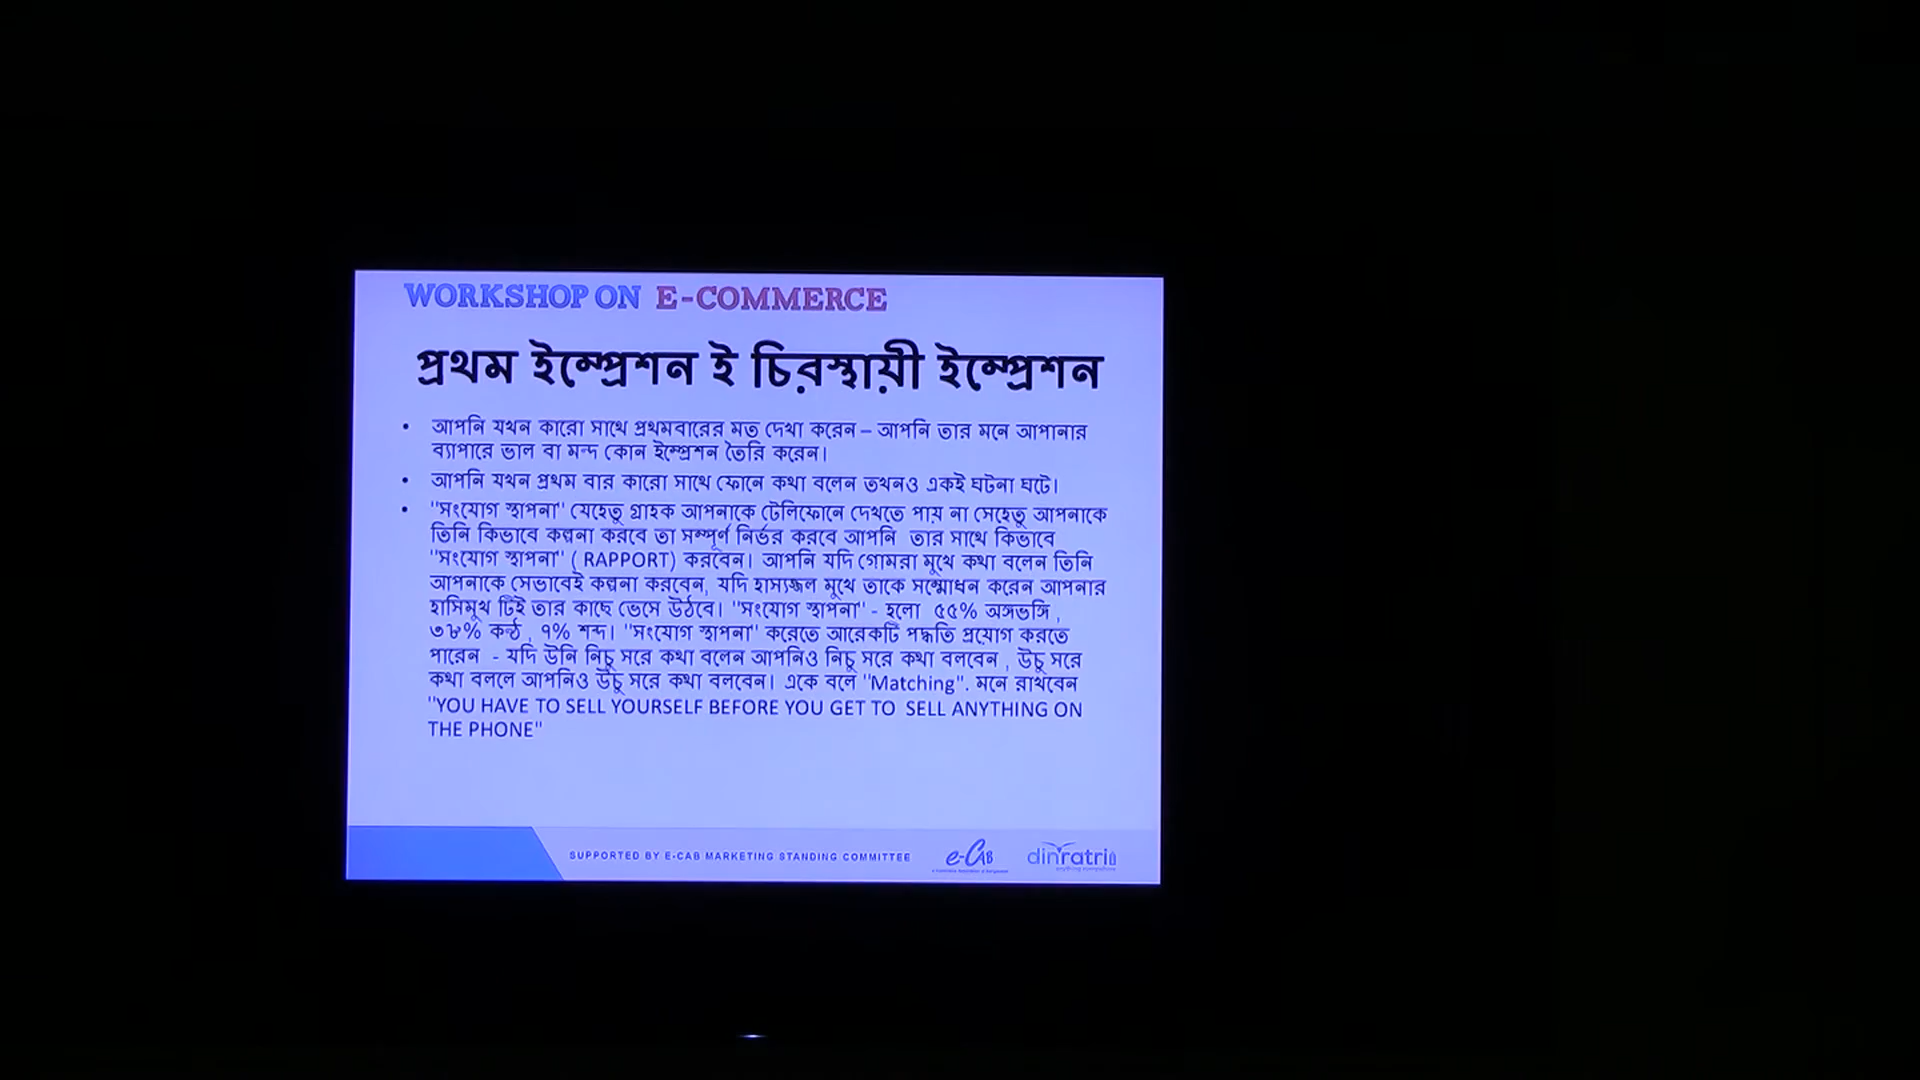 WORKSHOP ON E-COMMERCE
প্রথম ইম্প্রেশন ই চিরস্থায়ী ইম্প্রেশন
• আপনি যখন কারো সাথে প্রথমবারের মত দেখা করেন – আপনি তার মনে আপানার
ব্যাপারে ভাল বা মন্দ কোন ইম্প্রেশন তৈরি করেন।
• আপনি যখন প্রথম বার কারো সাথে ফোনে কথা বলেন তখনও একই ঘটনা ঘটে।
• "সংযোগ স্থাপনা" যেহেতু গ্রাহক আপনাকে টেলিফোনে দেখতে পায় না সেহেতু আপনাকে
তিনি কিভাবে কল্পনা করবে তা সম্পূর্ণ নির্ভর করবে আপনি তার সাথে কিভাবে
"সংযোগ স্থাপনা" ( RAPPORT) করবেন। আপনি যদি গোমরা মুখে কথা বলেন তিনি
আপনাকে সেভাবেই কল্পনা করবেন, যদি হাস্যজ্জল মুখে তাকে সম্মোধন করেন আপনার
হাসিমুখ টিই তার কাছে ভেসে উঠবে। "সংযোগ স্থাপনা" - হলো ৫৫% অঙ্গভঙ্গি ,
৩৮% কন্ঠ , ৭% শব্দ। "সংযোগ স্থাপনা" করেতে আরেকটি পদ্ধতি প্রয়োগ করতে
পারেন - যদি উনি নিচু সরে কথা বলেন আপনিও নিচু সরে কথা বলবেন , উচু সরে
কথা বললে আপনিও উঁচু সরে কথা বলবেন। একে বলে "Matching". মনে রাখবেন
"YOU HAVE TO SELL YOURSELF BEFORE YOU GET TO SELL ANYTHING ON
THE PHONE"
SUPPORTED BY E-CAB MARKETING STANDING COMMITTEE
e-CAB
dinratri